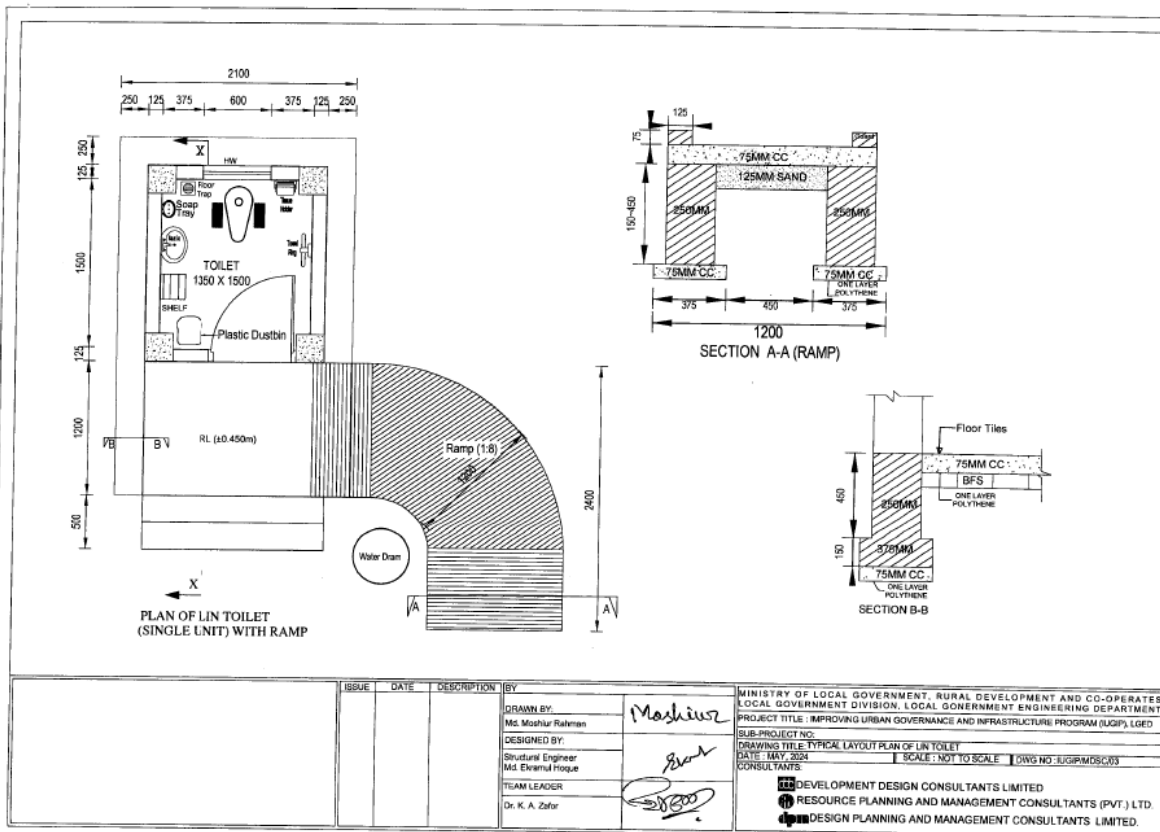 2100
250 125 375 600 375 125 250
250
125
1500
125
1200
500
X
HW
Floor
Trap
Soap
Tray
Tissue
Holder
Towel
Ring
TOILET
1350 X 1500
SHELF
Plastic Dustbin
RL (±0.450m)
B B
Ramp (1:8)
1200
2400
Water Dram
A A
X
PLAN OF LIN TOILET
(SINGLE UNIT) WITH RAMP
125
75
75MM CC
125MM SAND
150-450
250MM 250MM
75MM CC 75MM CC
ONE LAYER
POLYTHENE
375 450 375
1200
SECTION A-A (RAMP)
Floor Tiles
75MM CC
BFS
ONE LAYER
POLYTHENE
450
250MM
150
375MM
75MM CC
ONE LAYER
POLYTHENE
SECTION B-B
ISSUE DATE DESCRIPTION BY
DRAWN BY:
Md. Moshiur Rahman
Moshiur
DESIGNED BY:
Structural Engineer
Md. Ekramul Hoque
TEAM LEADER
Dr. K. A. Zafor
MINISTRY OF LOCAL GOVERNMENT, RURAL DEVELOPMENT AND CO-OPERATES
LOCAL GOVERNMENT DIVISION, LOCAL GONERNMENT ENGINEERING DEPARTMENT
PROJECT TITLE : IMPROVING URBAN GOVERNANCE AND INFRASTRUCTURE PROGRAM (IUGIP), LGED
SUB-PROJECT NO:
DRAWING TITLE: TYPICAL LAYOUT PLAN OF LIN TOILET
DATE : MAY, 2024 SCALE : NOT TO SCALE DWG NO : IUGIP/MDSC/03
CONSULTANTS:
DEVELOPMENT DESIGN CONSULTANTS LIMITED
RESOURCE PLANNING AND MANAGEMENT CONSULTANTS (PVT.) LTD.
dpm DESIGN PLANNING AND MANAGEMENT CONSULTANTS LIMITED.